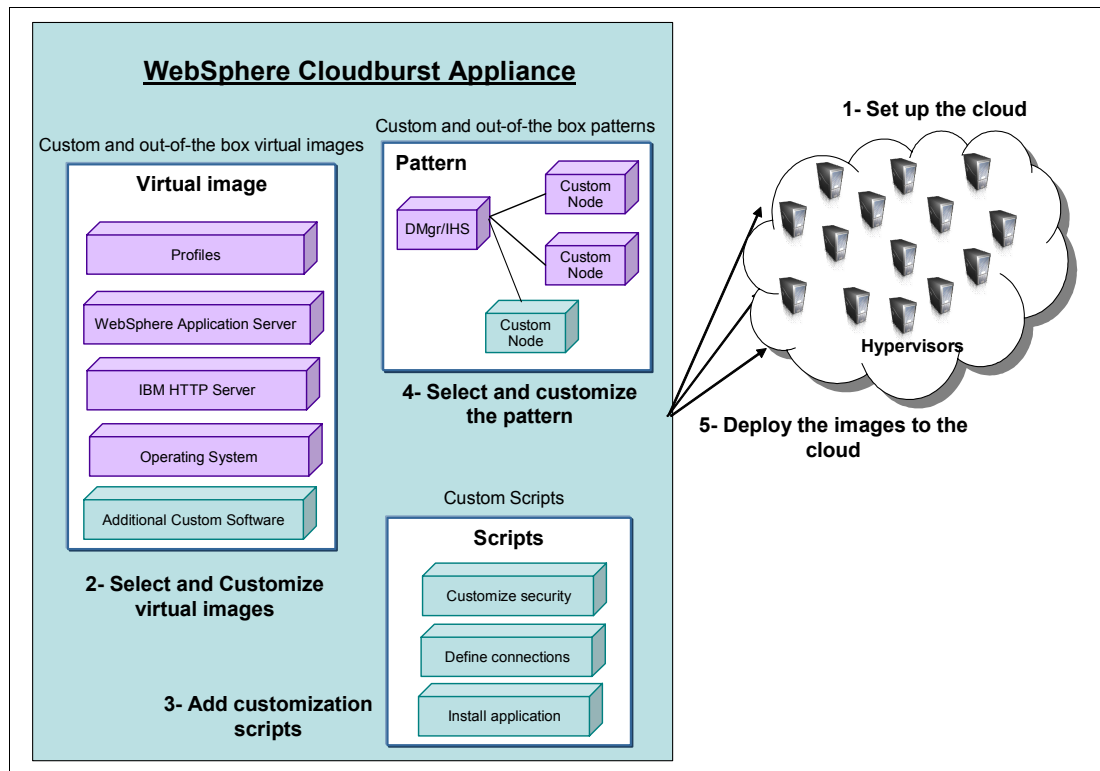 WebSphere Cloudburst Appliance
Custom and out-of-the box virtual images
Virtual image
Profiles
WebSphere Application Server
IBM HTTP Server
Operating System
Additional Custom Software
2- Select and Customize
virtual images
Custom and out-of-the box patterns
Pattern
DMgr/IHS
Custom
Node
Custom
Node
Custom
Node
4- Select and customize
the pattern
Custom Scripts
Scripts
Customize security
Define connections
Install application
3- Add customization
scripts
1- Set up the cloud
Hypervisors
5- Deploy the images to the
cloud